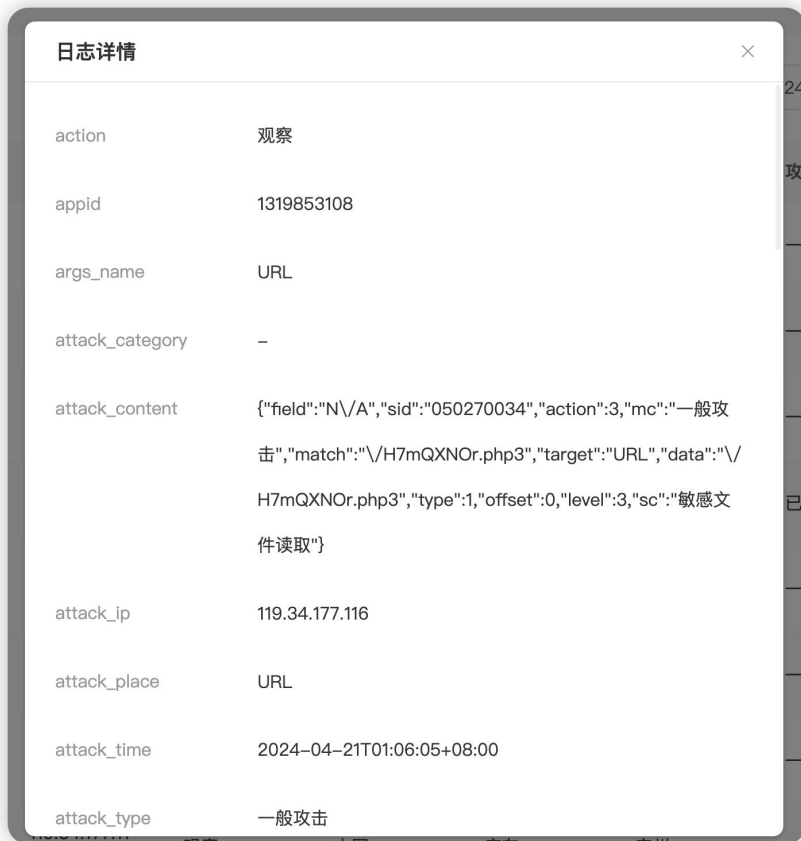 日志详情
24
攻
action 观察
appid 1319853108
args_name URL
attack_category –
attack_content {"field":"N\/A","sid":"050270034","action":3,"mc":"一般攻
击","match":"\/H7mQXNOr.php3","target":"URL","data":"\/
H7mQXNOr.php3","type":1,"offset":0,"level":3,"sc":"敏感文
件读取"}
已
attack_ip 119.34.177.116
attack_place URL
attack_time 2024–04–21T01:06:05+08:00
attack_type 一般攻击